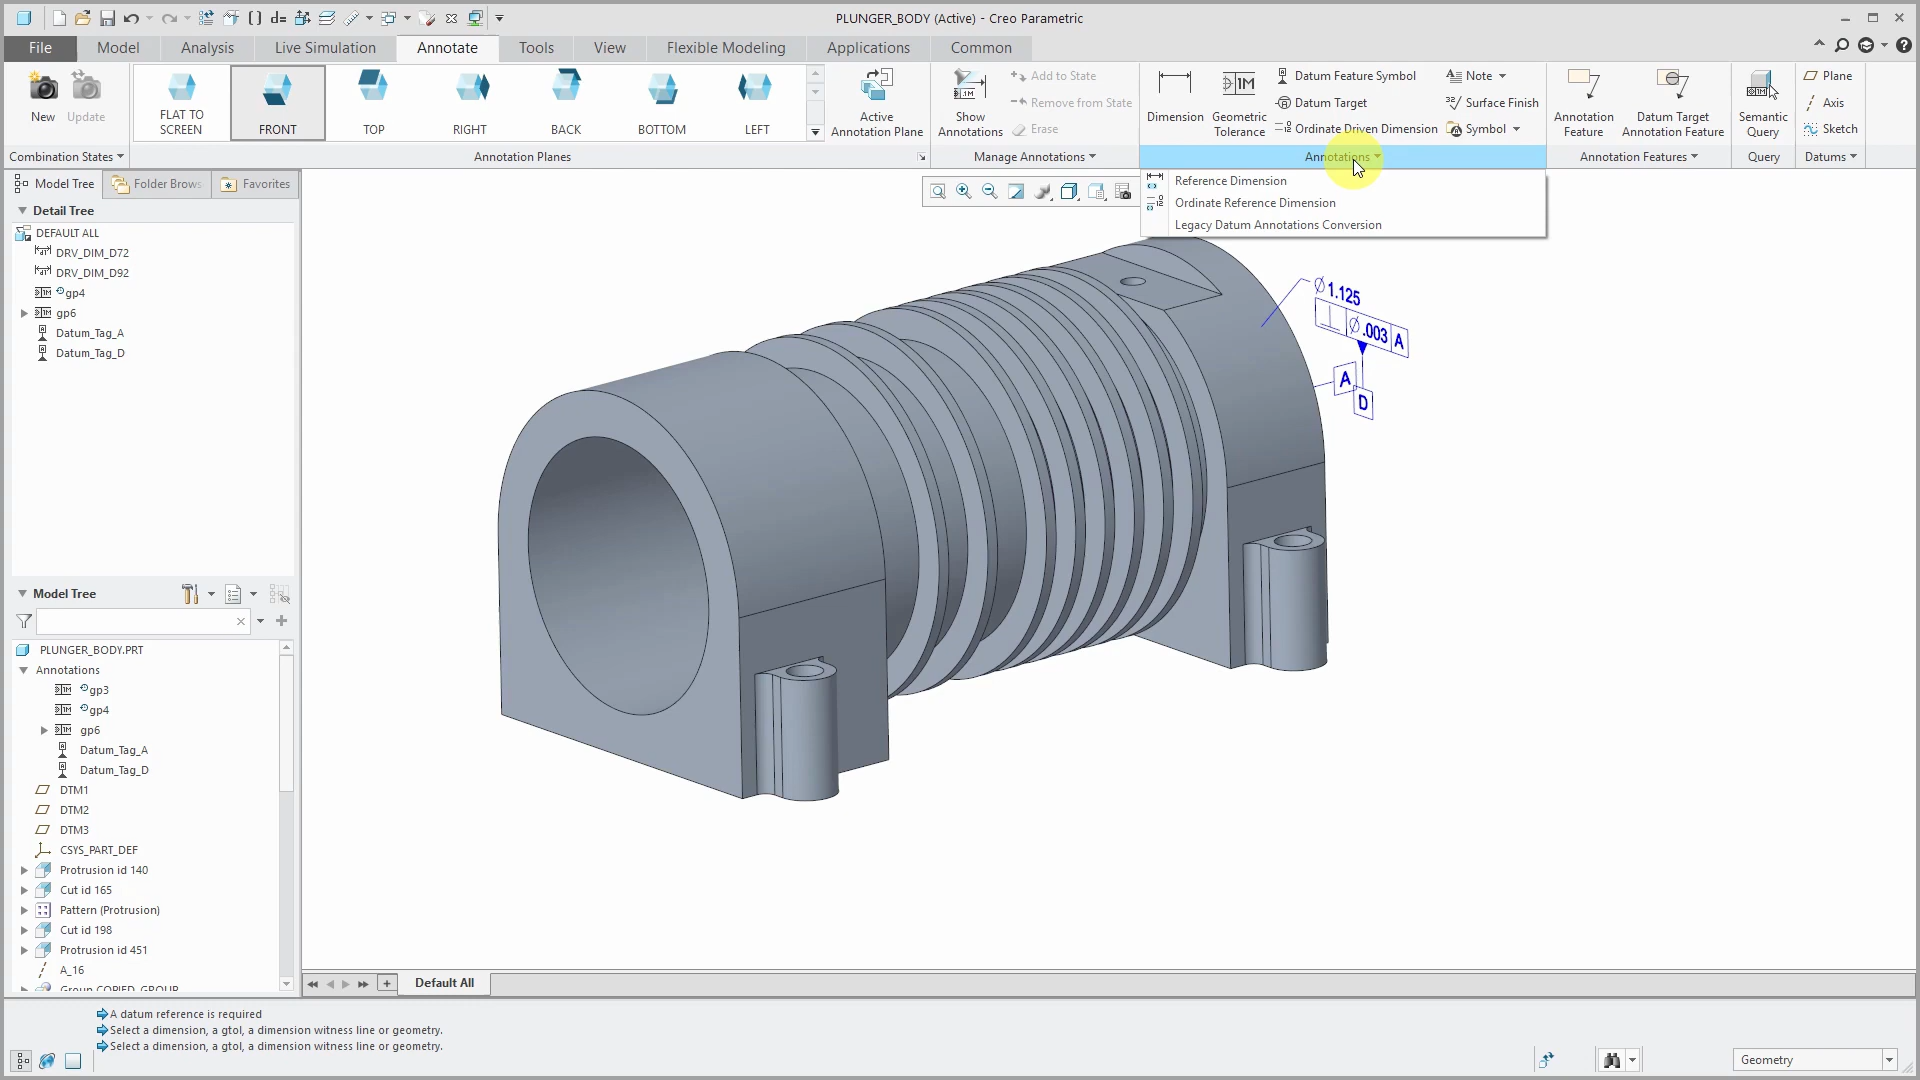 PLUNGER_BODY (Active) - Creo Parametric
File Model Analysis Live Simulation Annotate Tools View Flexible Modeling Applications Common
New
Update
Combination States
FLAT TO SCREEN
FRONT
TOP
RIGHT
BACK
BOTTOM
LEFT
Active Annotation Plane
Annotation Planes
Show Annotations
Add to State
Remove from State
Erase
Manage Annotations
Dimension
Geometric Tolerance
Datum Feature Symbol
Datum Target
Ordinate Driven Dimension
Note
Surface Finish
Symbol
Annotations
Annotation Feature
Datum Target Annotation Feature
Annotation Features
Semantic Query
Query
Plane
Axis
Sketch
Datums
Reference Dimension
Ordinate Reference Dimension
Legacy Datum Annotations Conversion
Model Tree Folder Brows Favorites
Detail Tree
DEFAULT ALL
DRV_DIM_D72
DRV_DIM_D92
gp4
gp6
Datum_Tag_A
Datum_Tag_D
Model Tree
PLUNGER_BODY.PRT
Annotations
gp3
gp4
gp6
Datum_Tag_A
Datum_Tag_D
DTM1
DTM2
DTM3
CSYS_PART_DEF
Protrusion id 140
Cut id 165
Pattern (Protrusion)
Cut id 198
Protrusion id 451
A_16
Group COPIED_GROUP
∅1.125
⊥ ∅.003 A
A
D
Default All
A datum reference is required
Select a dimension, a gtol, a dimension witness line or geometry.
Select a dimension, a gtol, a dimension witness line or geometry.
Geometry